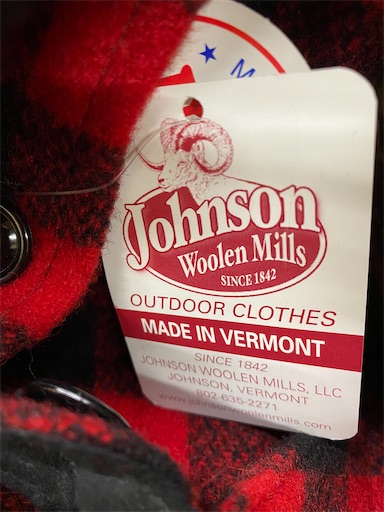 Johnson
Woolen Mills
SINCE 1842
OUTDOOR CLOTHES
MADE IN VERMONT
SINCE 1842
JOHNSON WOOLEN MILLS, LLC
JOHNSON, VERMONT
802-635-2271
www.johnsonwoolenmills.com